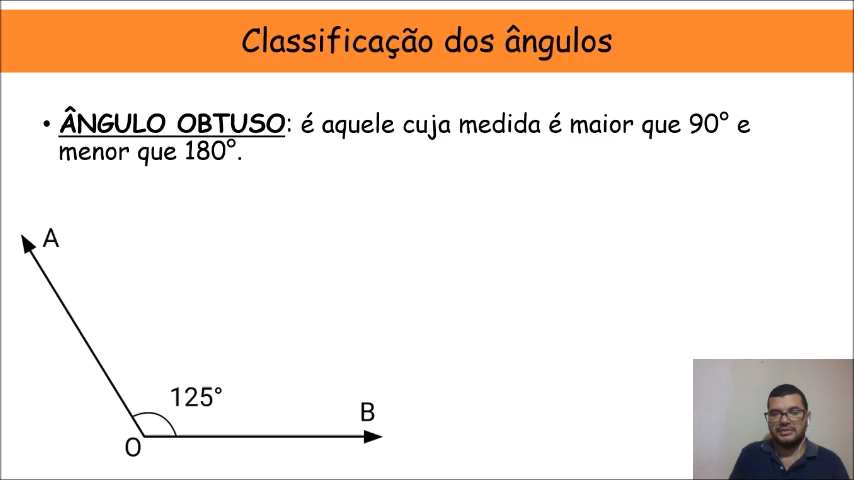 Classificação dos ângulos
• ÂNGULO OBTUSO: é aquele cuja medida é maior que 90° e
menor que 180°.
A
125°
B
O